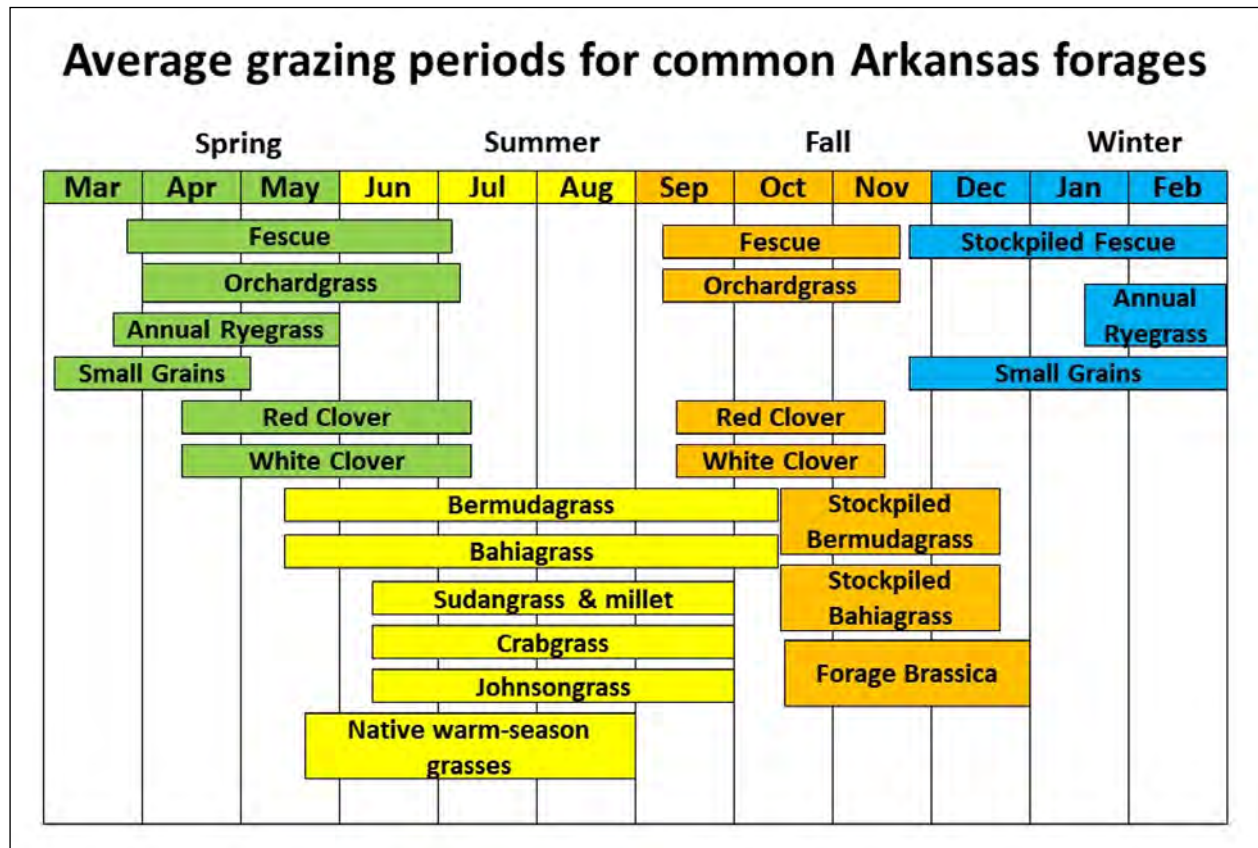 Average grazing periods for common Arkansas forages
Spring Summer Fall Winter
Mar Apr May Jun Jul Aug Sep Oct Nov Dec Jan Feb
Fescue Fescue Stockpiled Fescue
Orchardgrass Orchardgrass
Annual Ryegrass
Annual
Ryegrass
Small Grains Small Grains
Red Clover Red Clover
White Clover White Clover
Bermudagrass
Stockpiled
Bermudagrass
Bahiagrass
Stockpiled
Bahiagrass
Sudangrass & millet
Crabgrass
Johnsongrass
Forage Brassica
Native warm-season
grasses